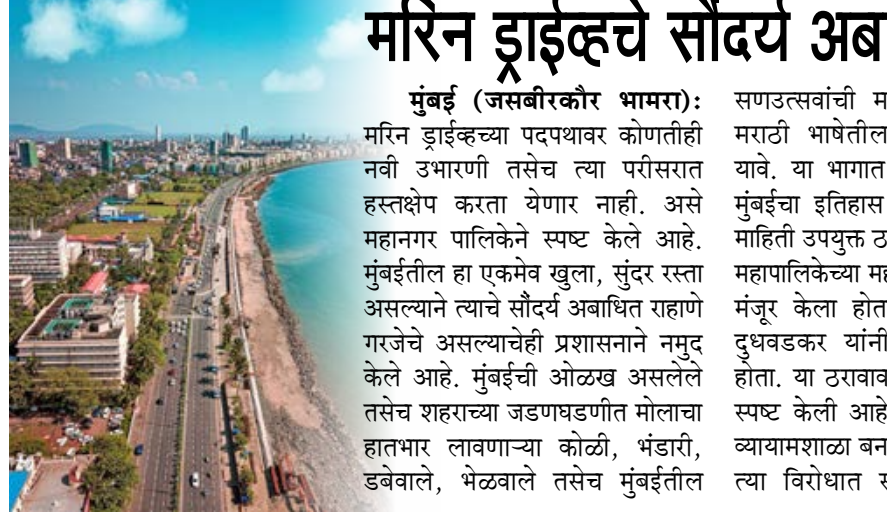 मरिन ड्राईव्हचे सौंदर्य अब
मुंबई (जसबीरकौर भामरा):
मरिन ड्राईव्हच्या पदपथावर कोणतीही
नवी उभारणी तसेच त्या परीसरात
हस्तक्षेप करता येणार नाही. असे
महानगर पालिकेने स्पष्ट केले आहे.
मुंबईतील हा एकमेव खुला, सुंदर रस्ता
असल्याने त्याचे सौंदर्य अबाधित राहाणे
गरजेचे असल्याचेही प्रशासनाने नमुद
केले आहे. मुंबईची ओळख असलेले
तसेच शहराच्या जडणघडणीत मोलाचा
हातभार लावणाऱ्या कोळी, भंडारी,
डबेवाले, भेळवाले तसेच मुंबईतील
सणउत्सवांची
मराठी भाषेतील
यावे. या भागात
मुंबईचा इतिहास
माहिती उपयुक्त
महापालिकेच्या
मंजूर केला होत
दुधवडकर यांनी
होता. या ठरावाव
स्पष्ट केली आहे
व्यायामशाळा बन
त्या विरोधात